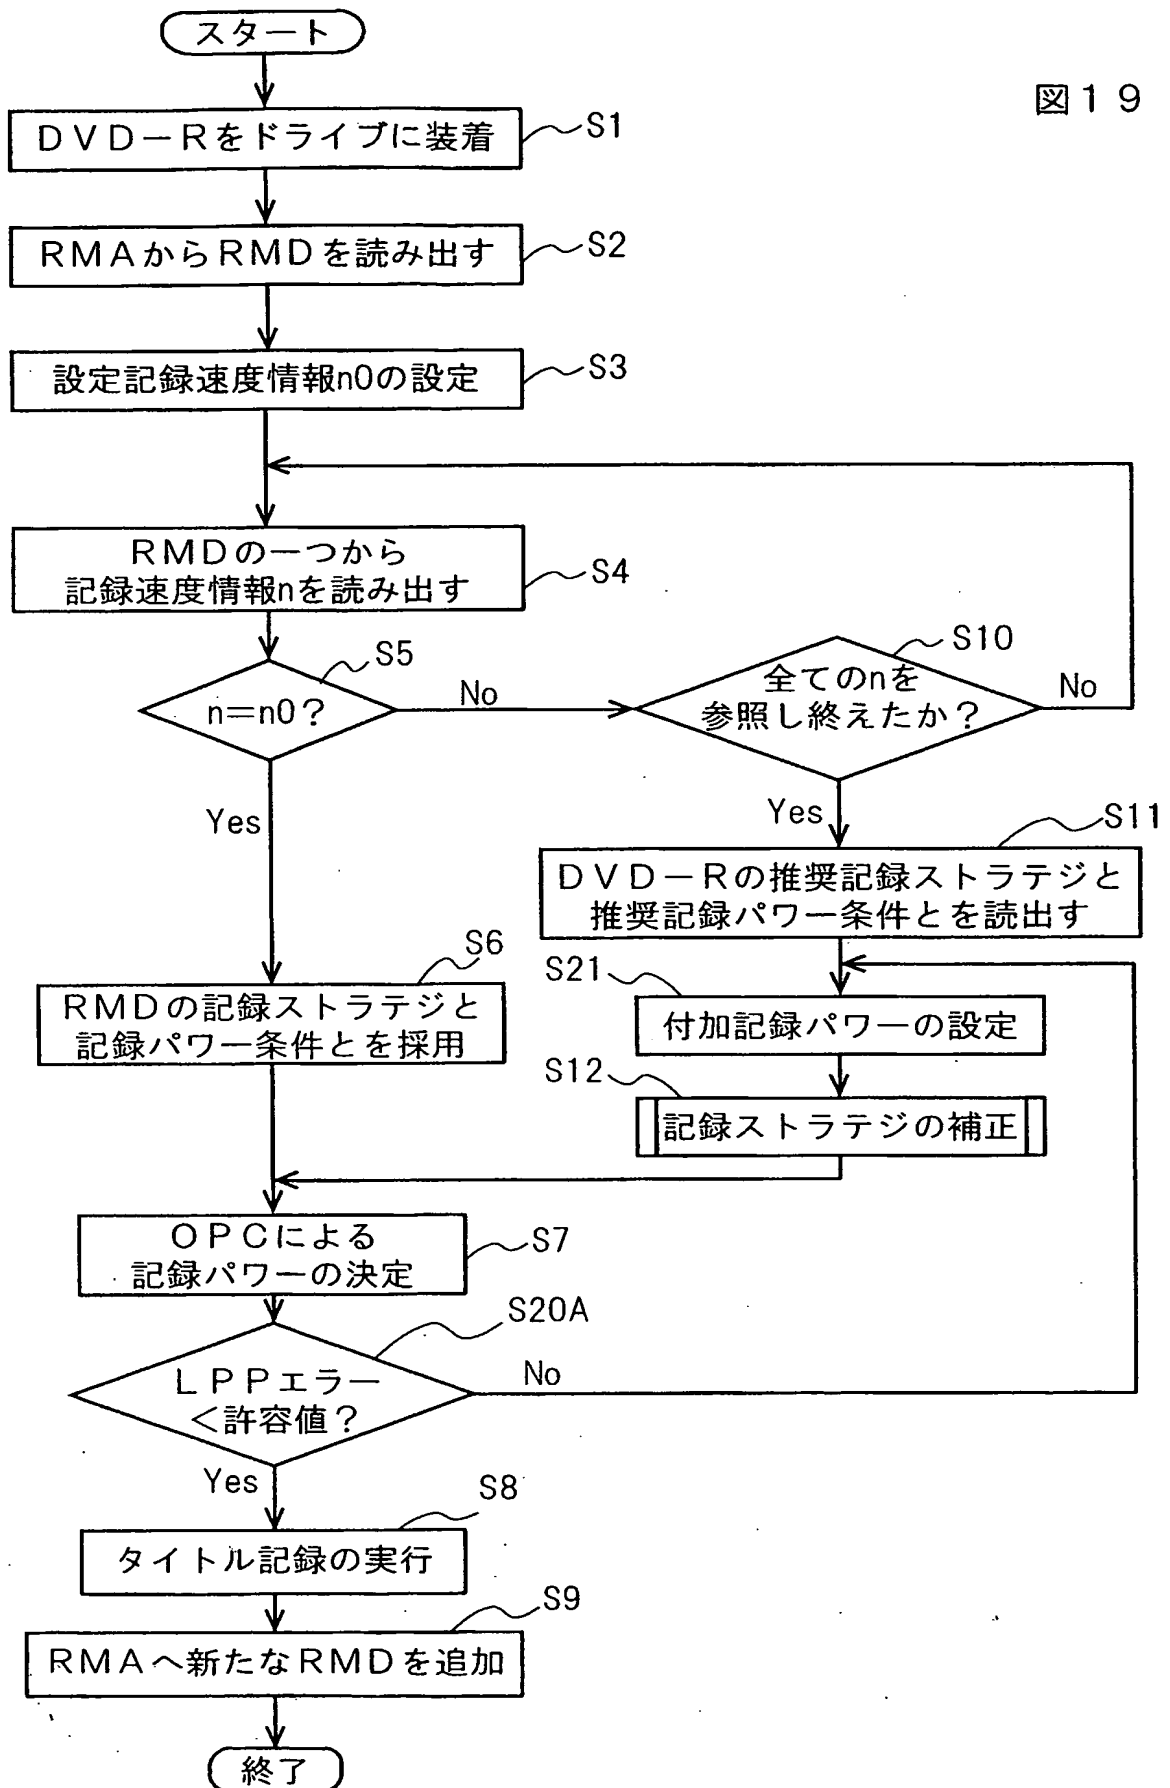 スタート
図19
DVD-Rをドライブに装着
S1
RMAからRMDを読み出す
S2
設定記録速度情報n0の設定
S3
RMDの一つから
記録速度情報nを読み出す
S4
n=n0?
S5
No
全てのnを
参照し終えたか?
S10
No
Yes
Yes
DVD-Rの推奨記録ストラテジと
推奨記録パワー条件とを読出す
S11
RMDの記録ストラテジと
記録パワー条件とを採用
S6
S21
付加記録パワーの設定
S12
記録ストラテジの補正
OPCによる
記録パワーの決定
S7
LPPエラー
<許容値?
S20A
No
Yes
タイトル記録の実行
S8
RMAへ新たなRMDを追加
S9
終了